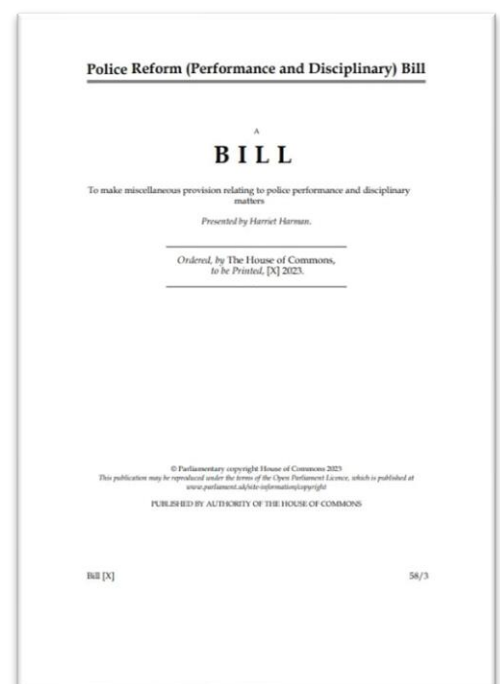 Police Reform (Performance and Disciplinary) Bill
A
BILL
To make miscellaneous provision relating to police performance and disciplinary
matters
Presented by Harriet Harman.
Ordered, by The House of Commons,
to be Printed, [X] 2023.
© Parliamentary copyright House of Commons 2023
This publication may be reproduced under the terms of the Open Parliament Licence, which is published at
www.parliament.uk/site-information/copyright
PUBLISHED BY AUTHORITY OF THE HOUSE OF COMMONS
Bill [X] 58/3